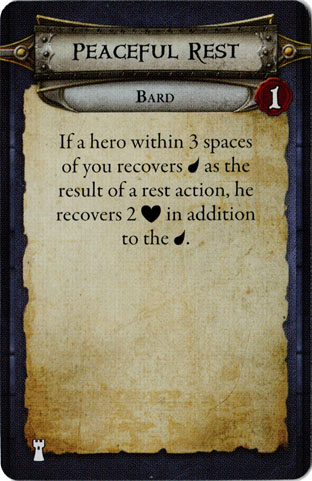 Peaceful Rest
Bard
1
If a hero within 3 spaces
of you recovers as the
result of a rest action, he
recovers 2 in addition
to the .